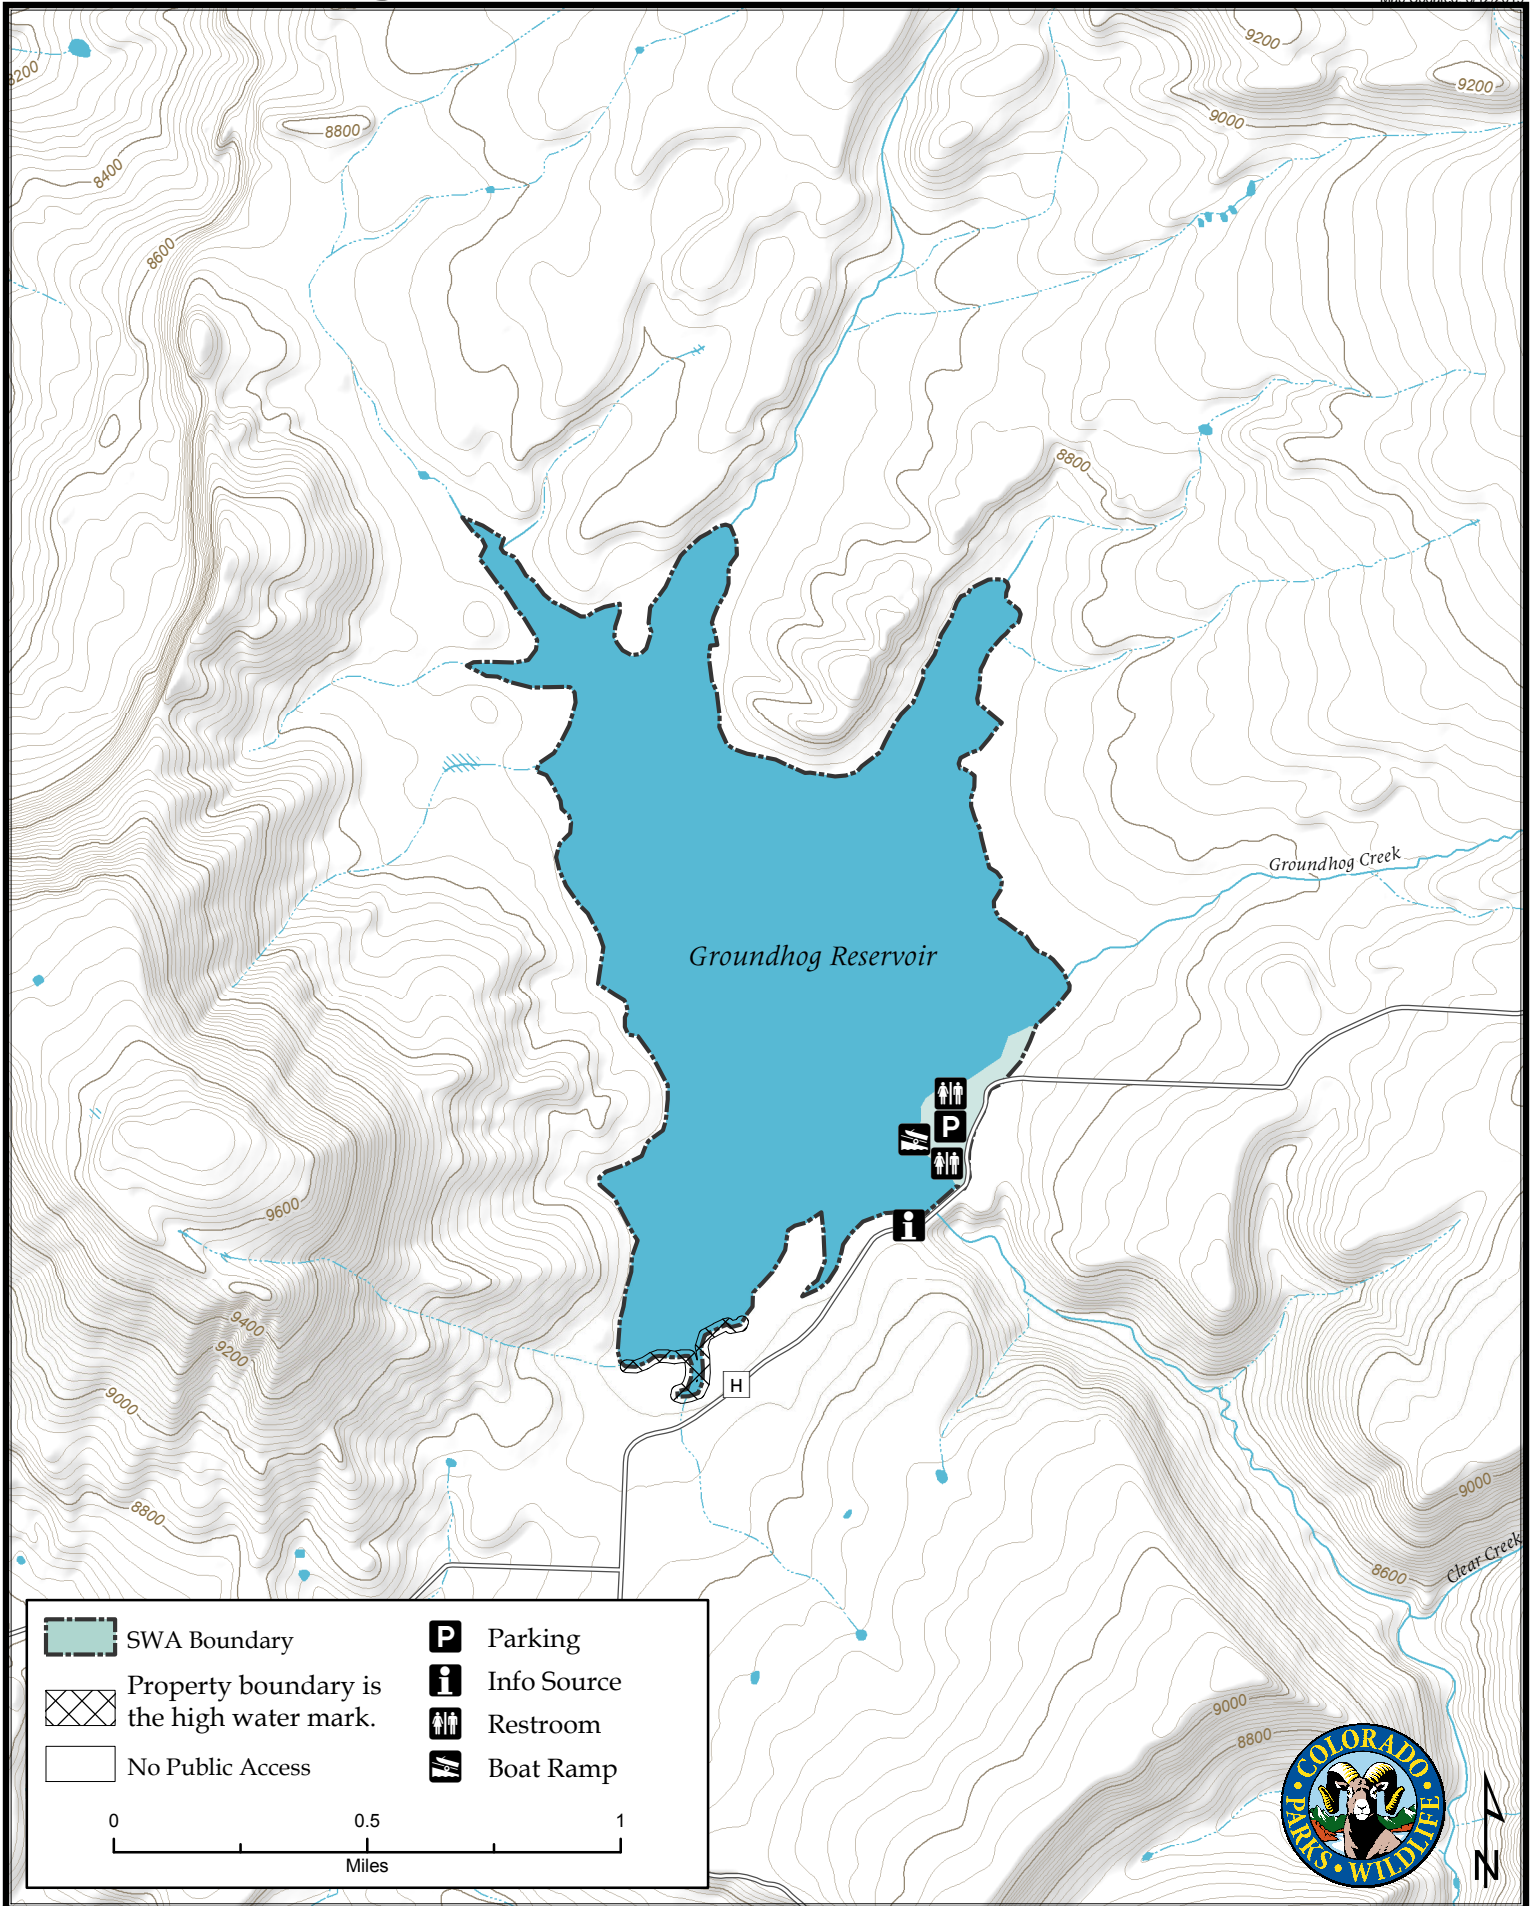 9200
9200
9000
8200
8800
8400
8600
8800
Groundhog Creek
Groundhog Reservoir
P
i
9600
9400
9200
H
9000
9000
8800
Clear Creek
8600
SWA Boundary
Property boundary is
the high water mark.
No Public Access
P Parking
i Info Source
Restroom
Boat Ramp
0 0.5 1
Miles
9000
8800
COLORADO
PARKS • WILDLIFE
N